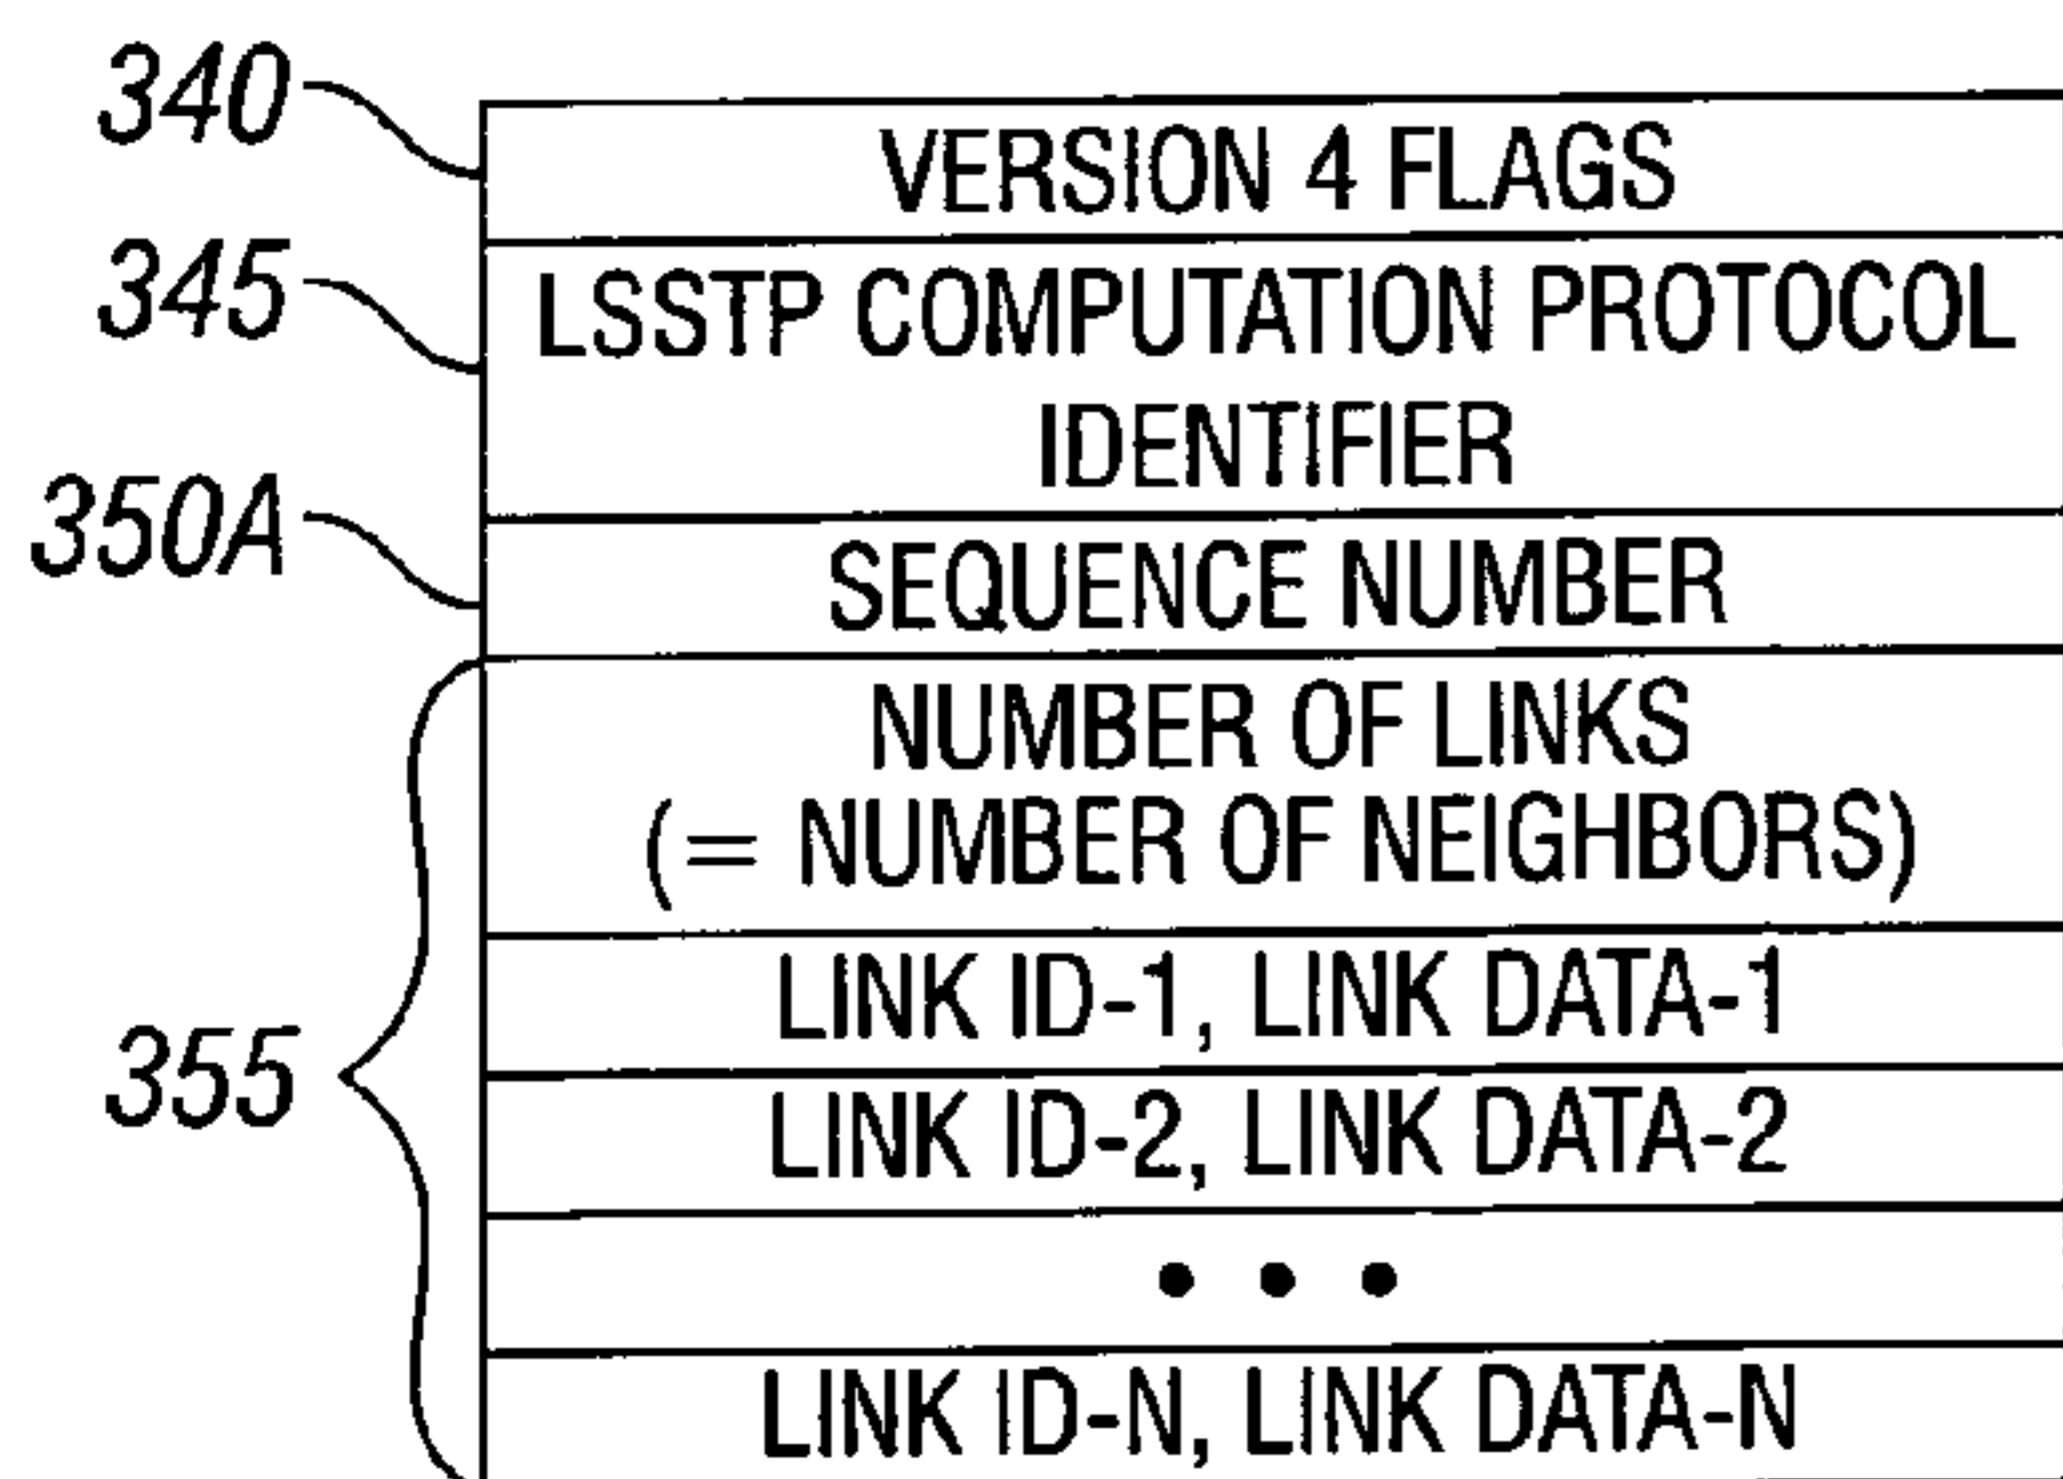 340
VERSION 4 FLAGS
345
LSSTP COMPUTATION PROTOCOL
IDENTIFIER
350A
SEQUENCE NUMBER
NUMBER OF LINKS
(= NUMBER OF NEIGHBORS)
355
LINK ID-1, LINK DATA-1
LINK ID-2, LINK DATA-2
• • •
LINK ID-N, LINK DATA-N